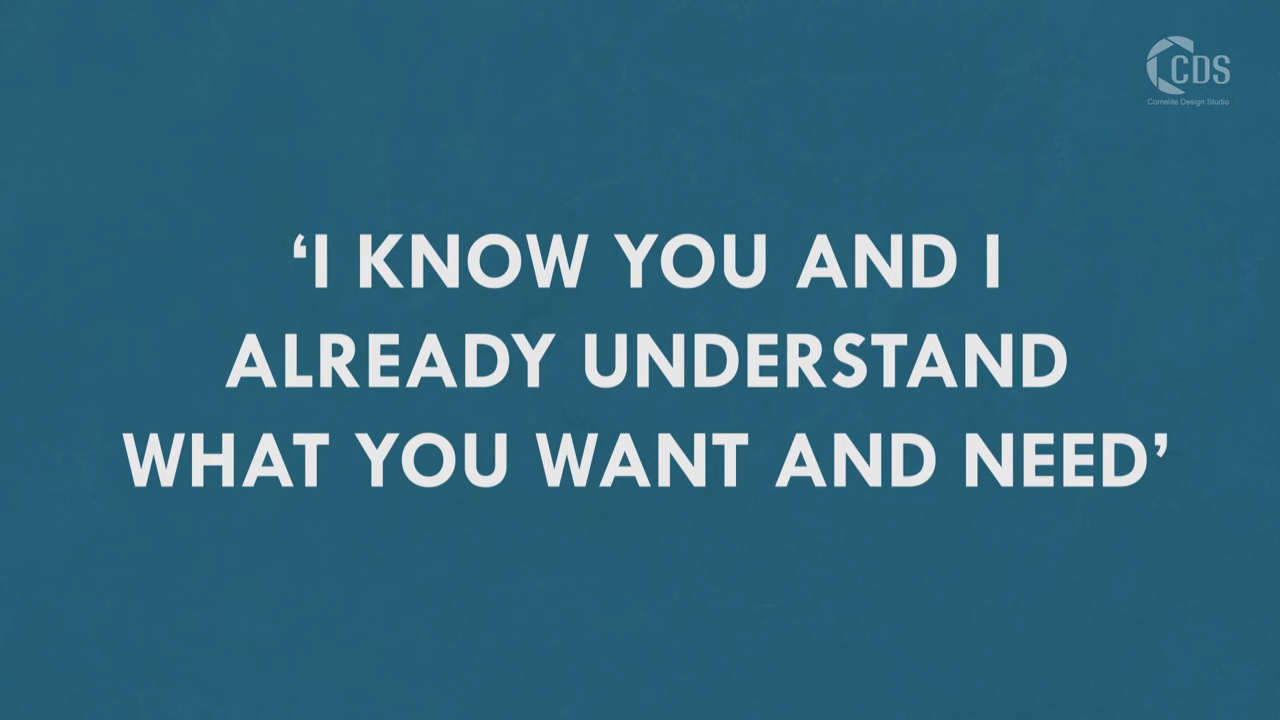 CDS
Comelite Design Studio
‘I KNOW YOU AND I
ALREADY UNDERSTAND
WHAT YOU WANT AND NEED’